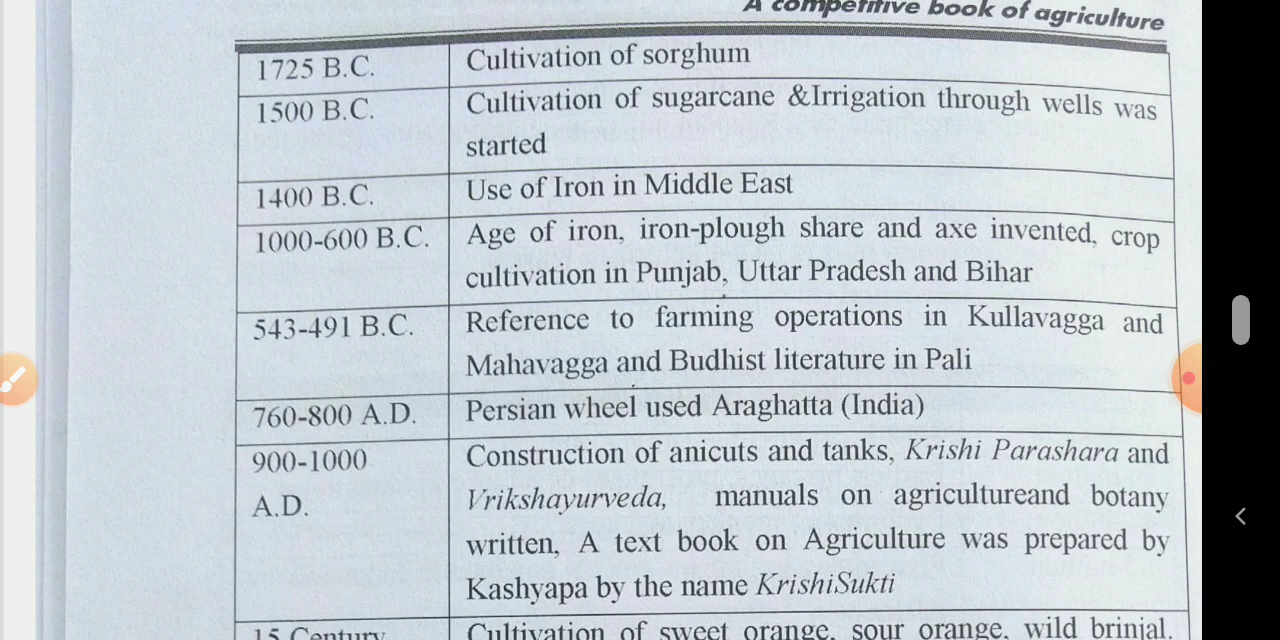 A competitive book of agriculture
1725 B.C.
Cultivation of sorghum
1500 B.C.
Cultivation of sugarcane &Irrigation through wells was
started
1400 B.C.
Use of Iron in Middle East
1000-600 B.C.
Age of iron, iron-plough share and axe invented, crop
cultivation in Punjab, Uttar Pradesh and Bihar
543-491 B.C.
Reference to farming operations in Kullavagga and
Mahavagga and Budhist literature in Pali
760-800 A.D.
Persian wheel used Araghatta (India)
900-1000
A.D.
Construction of anicuts and tanks, Krishi Parashara and
Vrikshayurveda, manuals on agricultureand botany
written, A text book on Agriculture was prepared by
Kashyapa by the name KrishiSukti
15 Century
Cultivation of sweet orange, sour orange, wild brinjal.